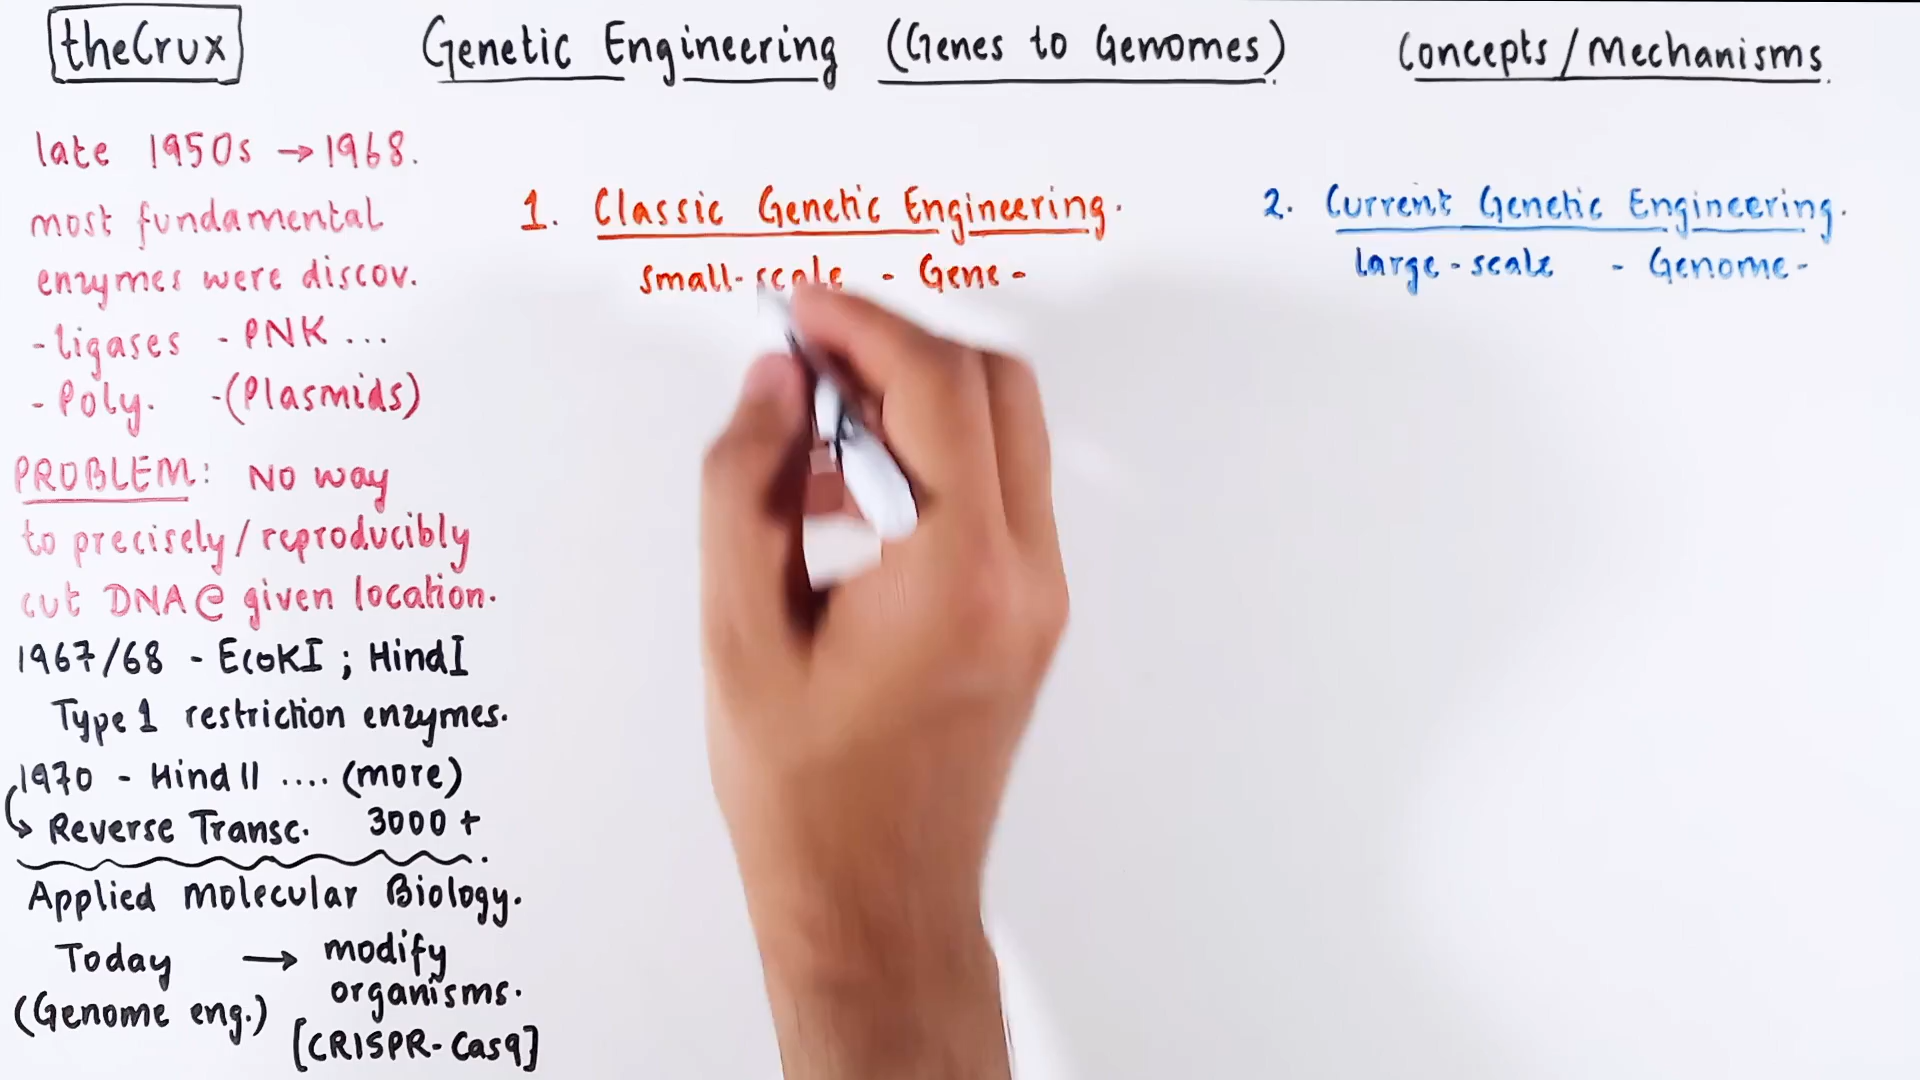 theCrux
Genetic Engineering (Genes to Genomes)
Concepts/Mechanisms.
late 1950s → 1968.
most fundamental
enzymes were discov.
- ligases - PNK ...
- Poly. -(Plasmids)
PROBLEM: No way
to precisely/reproducibly
cut DNA @ given location.
1967/68 - EcoKI ; HindI
Type 1 restriction enzymes.
1970 - HindII .... (more)
↳ Reverse Transc. 3000 +
Applied Molecular Biology.
Today → modify
organisms.
(Genome eng.)
[CRISPR-Cas9]
1. Classic Genetic Engineering.
small-scale - Gene -
2. Current Genetic Engineering.
large-scale - Genome -